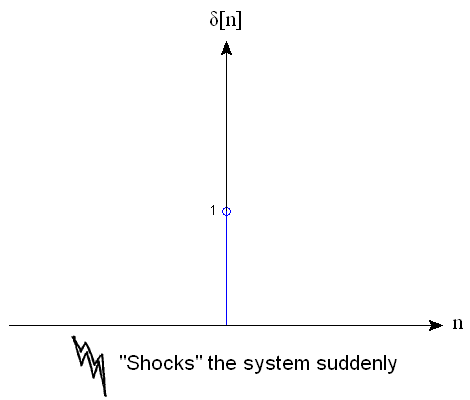 δ[n]
1
n
"Shocks" the system suddenly